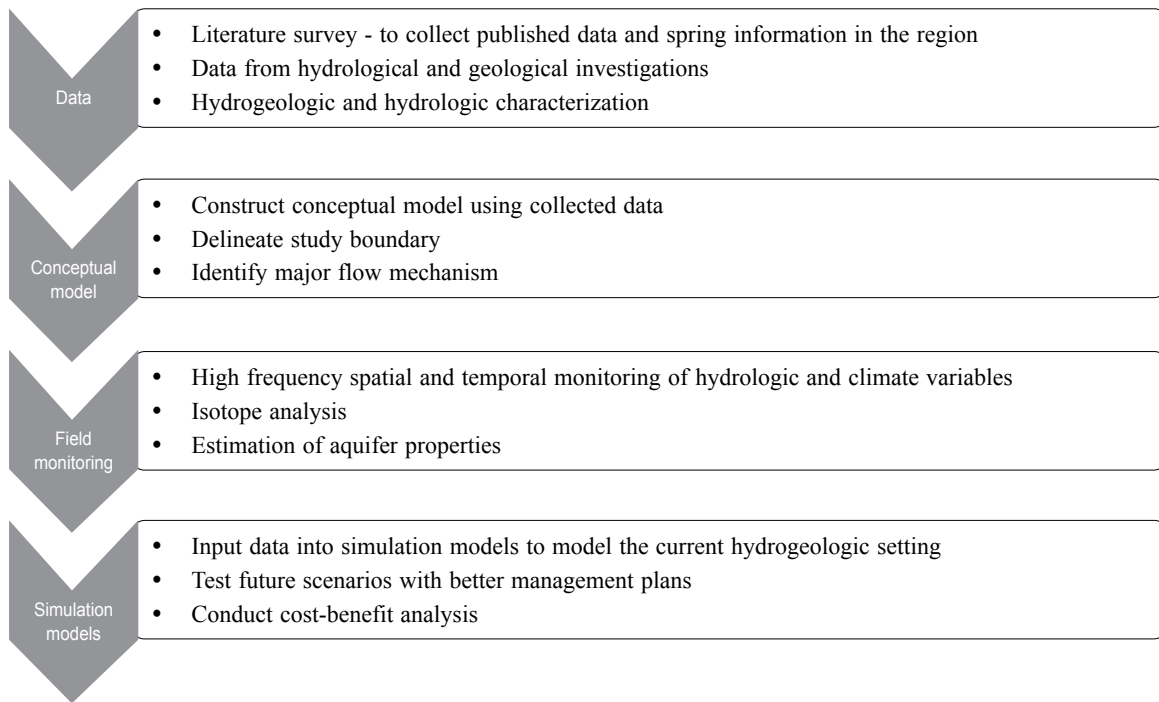 Data
• Literature survey - to collect published data and spring information in the region
• Data from hydrological and geological investigations
• Hydrogeologic and hydrologic characterization
Conceptual
model
• Construct conceptual model using collected data
• Delineate study boundary
• Identify major flow mechanism
Field
monitoring
• High frequency spatial and temporal monitoring of hydrologic and climate variables
• Isotope analysis
• Estimation of aquifer properties
Simulation
models
• Input data into simulation models to model the current hydrogeologic setting
• Test future scenarios with better management plans
• Conduct cost-benefit analysis